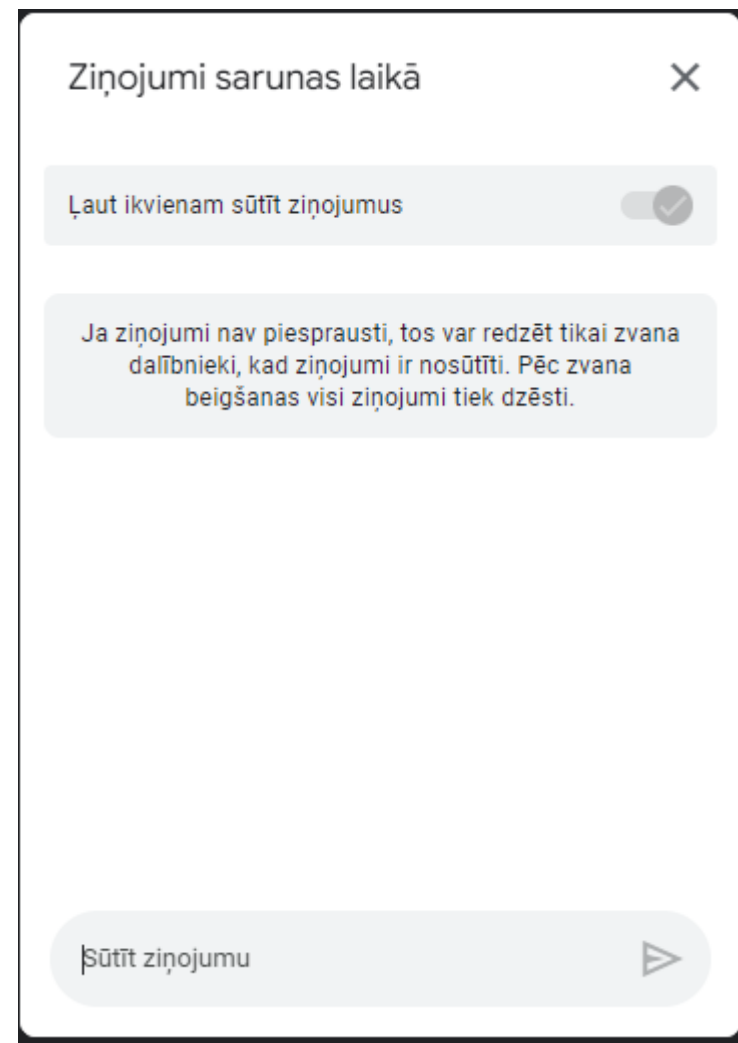 Ziņojumi sarunas laikā
Ļaut ikvienam sūtīt ziņojumus
Ja ziņojumi nav piesprausti, tos var redzēt tikai zvana
dalībnieki, kad ziņojumi ir nosūtīti. Pēc zvana
beigšanas visi ziņojumi tiek dzēsti.
Sūtīt ziņojumu